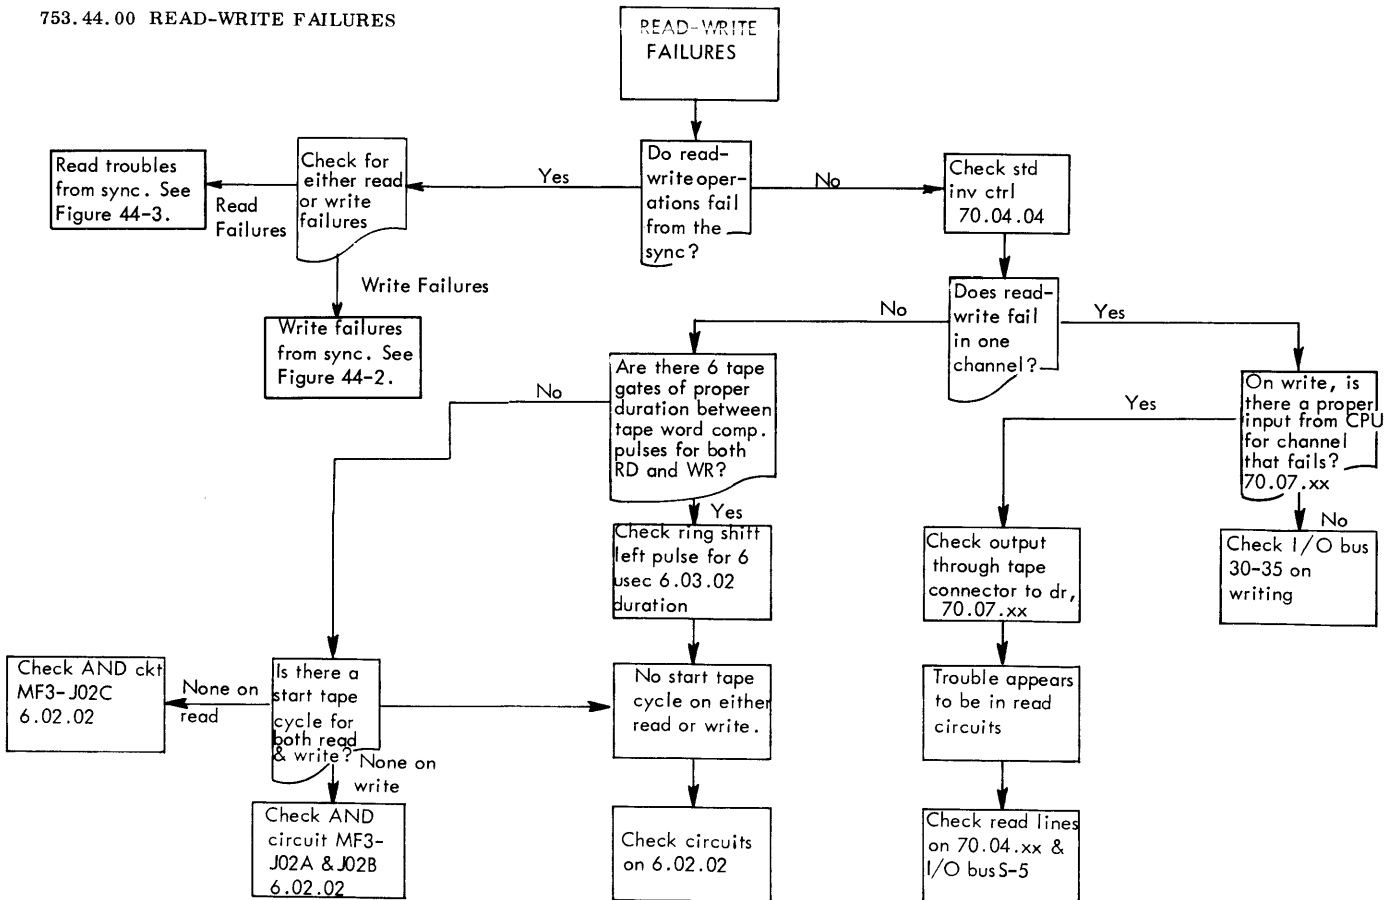 753.44.00 READ-WRITE FAILURES
READ-WRITE
FAILURES
Do read-
write oper-
ations fail
from the
sync?
Yes
No
Check for
either read
or write
failures
Read
Failures
Read troubles
from sync. See
Figure 44-3.
Write Failures
Write failures
from sync. See
Figure 44-2.
Check std
inv ctrl
70.04.04
Does read-
write fail
in one
channel?
No
Yes
Are there 6 tape
gates of proper
duration between
tape word comp.
pulses for both
RD and WR?
No
Yes
On write, is
there a proper
input from CPU
for channel
that fails?
70.07.xx
Yes
No
Check ring shift
left pulse for 6
usec 6.03.02
duration
Check output
through tape
connector to dr,
70.07.xx
Check I/O bus
30-35 on
writing
Check AND ckt
MF3-J02C
6.02.02
None on
read
Is there a
start tape
cycle for
both read
& write?
None on
write
No start tape
cycle on either
read or write.
Trouble appears
to be in read
circuits
Check AND
circuit MF3-
J02A & J02B
6.02.02
Check circuits
on 6.02.02
Check read lines
on 70.04.xx &
I/O bus S-5